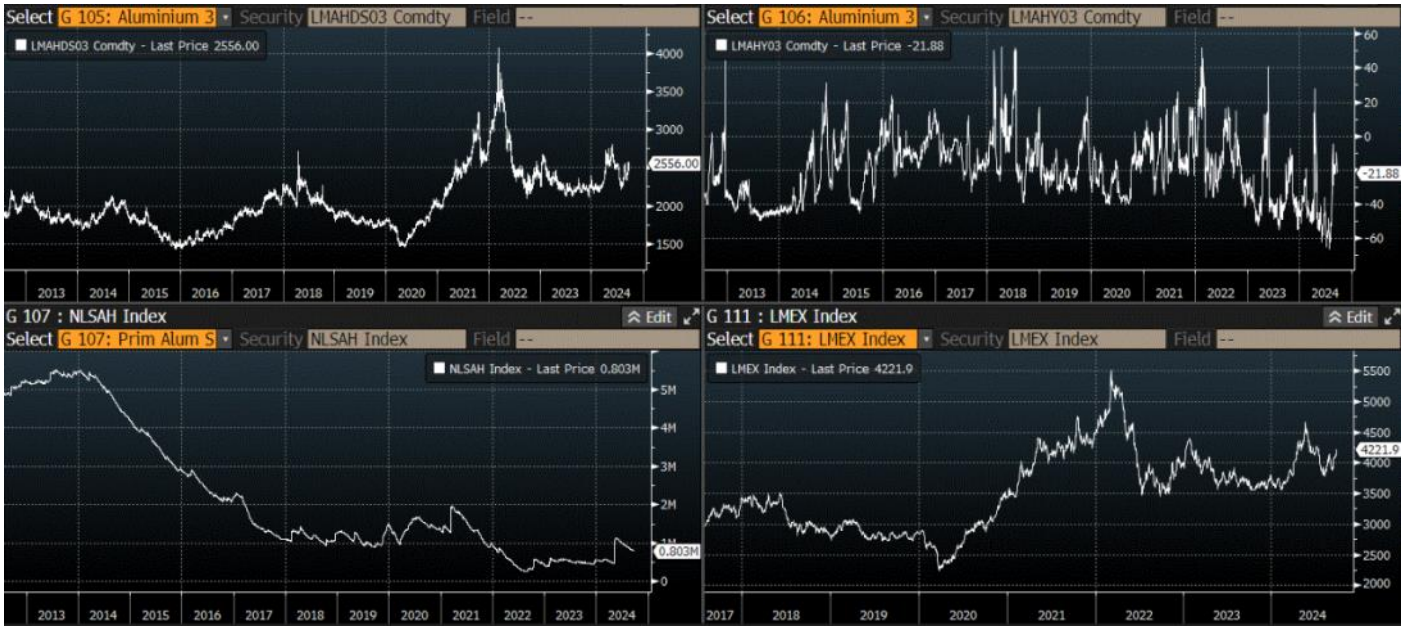 Select G 105: Aluminium 3 Security LMAHDS03 Comdty Field --
LMAHDS03 Comdty - Last Price 2556.00
4000
3500
3000
2556.00
2000
1500
2013 2014 2015 2016 2017 2018 2019 2020 2021 2022 2023 2024
Select G 106: Aluminium 3 Security LMAHY03 Comdty Field --
LMAHY03 Comdty - Last Price -21.88
60
40
20
0
-21.88
-40
-60
2013 2014 2015 2016 2017 2018 2019 2020 2021 2022 2023 2024
G 107 : NLSAH Index Edit
Select G 107: Prim Alum S Security NLSAH Index Field --
NLSAH Index - Last Price 0.803M
5M
4M
3M
2M
1M
0.803M
0
2013 2014 2015 2016 2017 2018 2019 2020 2021 2022 2023 2024
G 111 : LMEX Index Edit
Select G 111: LMEX Index Security LMEX Index Field --
LMEX Index - Last Price 4221.9
5500
5000
4500
4221.9
4000
3500
3000
2500
2000
2017 2018 2019 2020 2021 2022 2023 2024